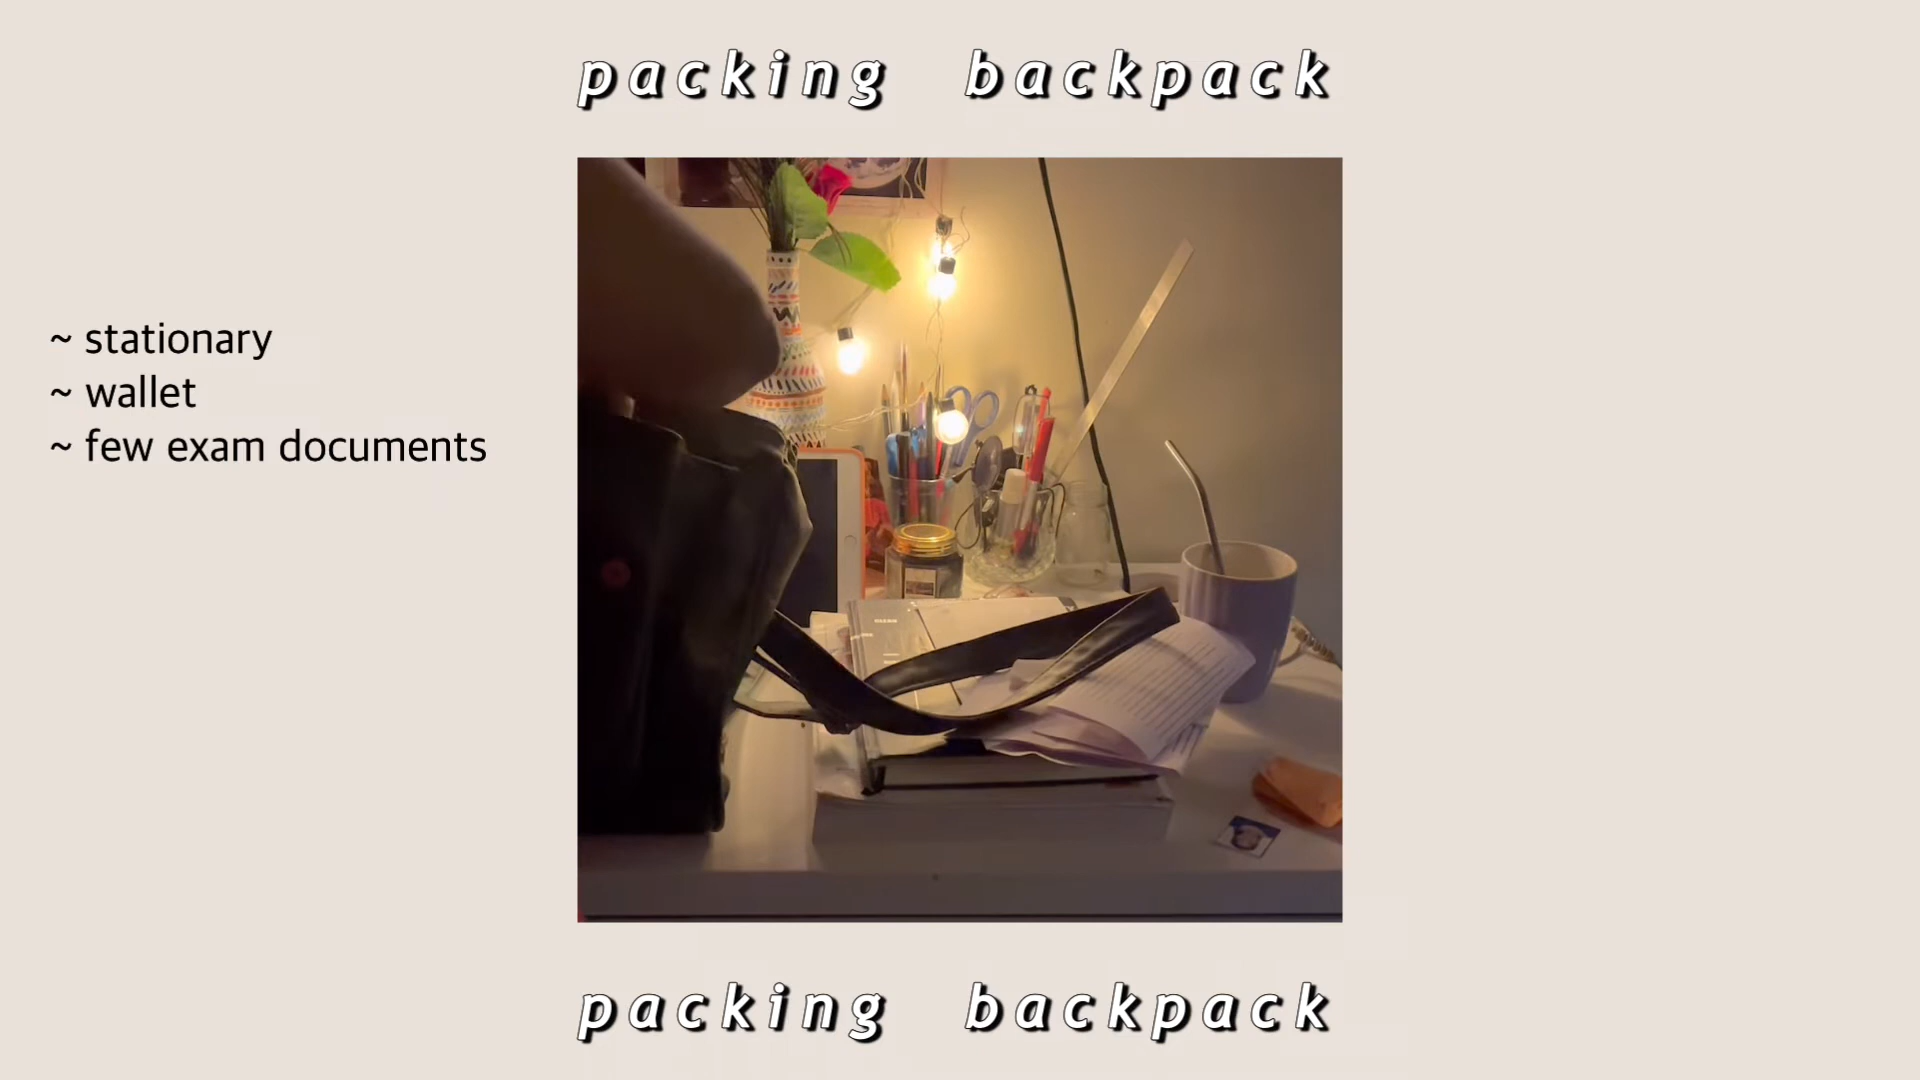 packing backpack
~ stationary
~ wallet
~ few exam documents
packing backpack